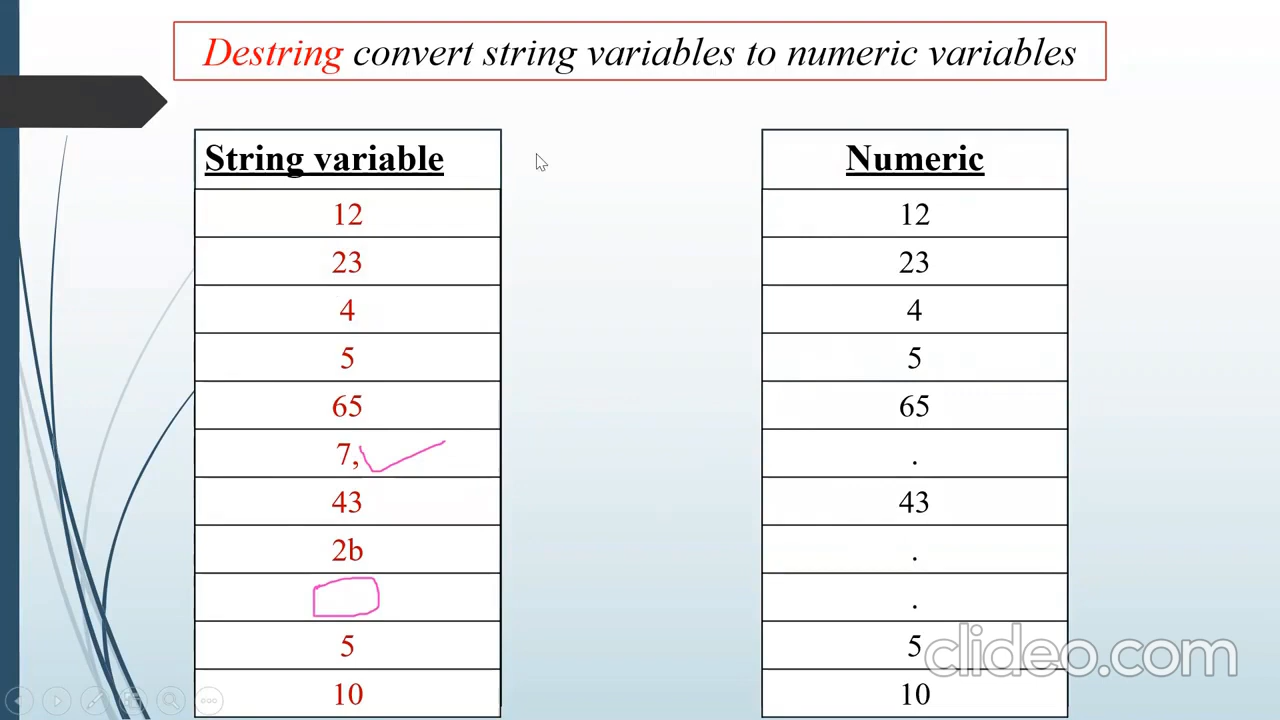 Destring convert string variables to numeric variables
String variable Numeric
12 12
23 23
4 4
5 5
65 65
7, .
43 43
2b .
.
5 5
10 10
clideo.com